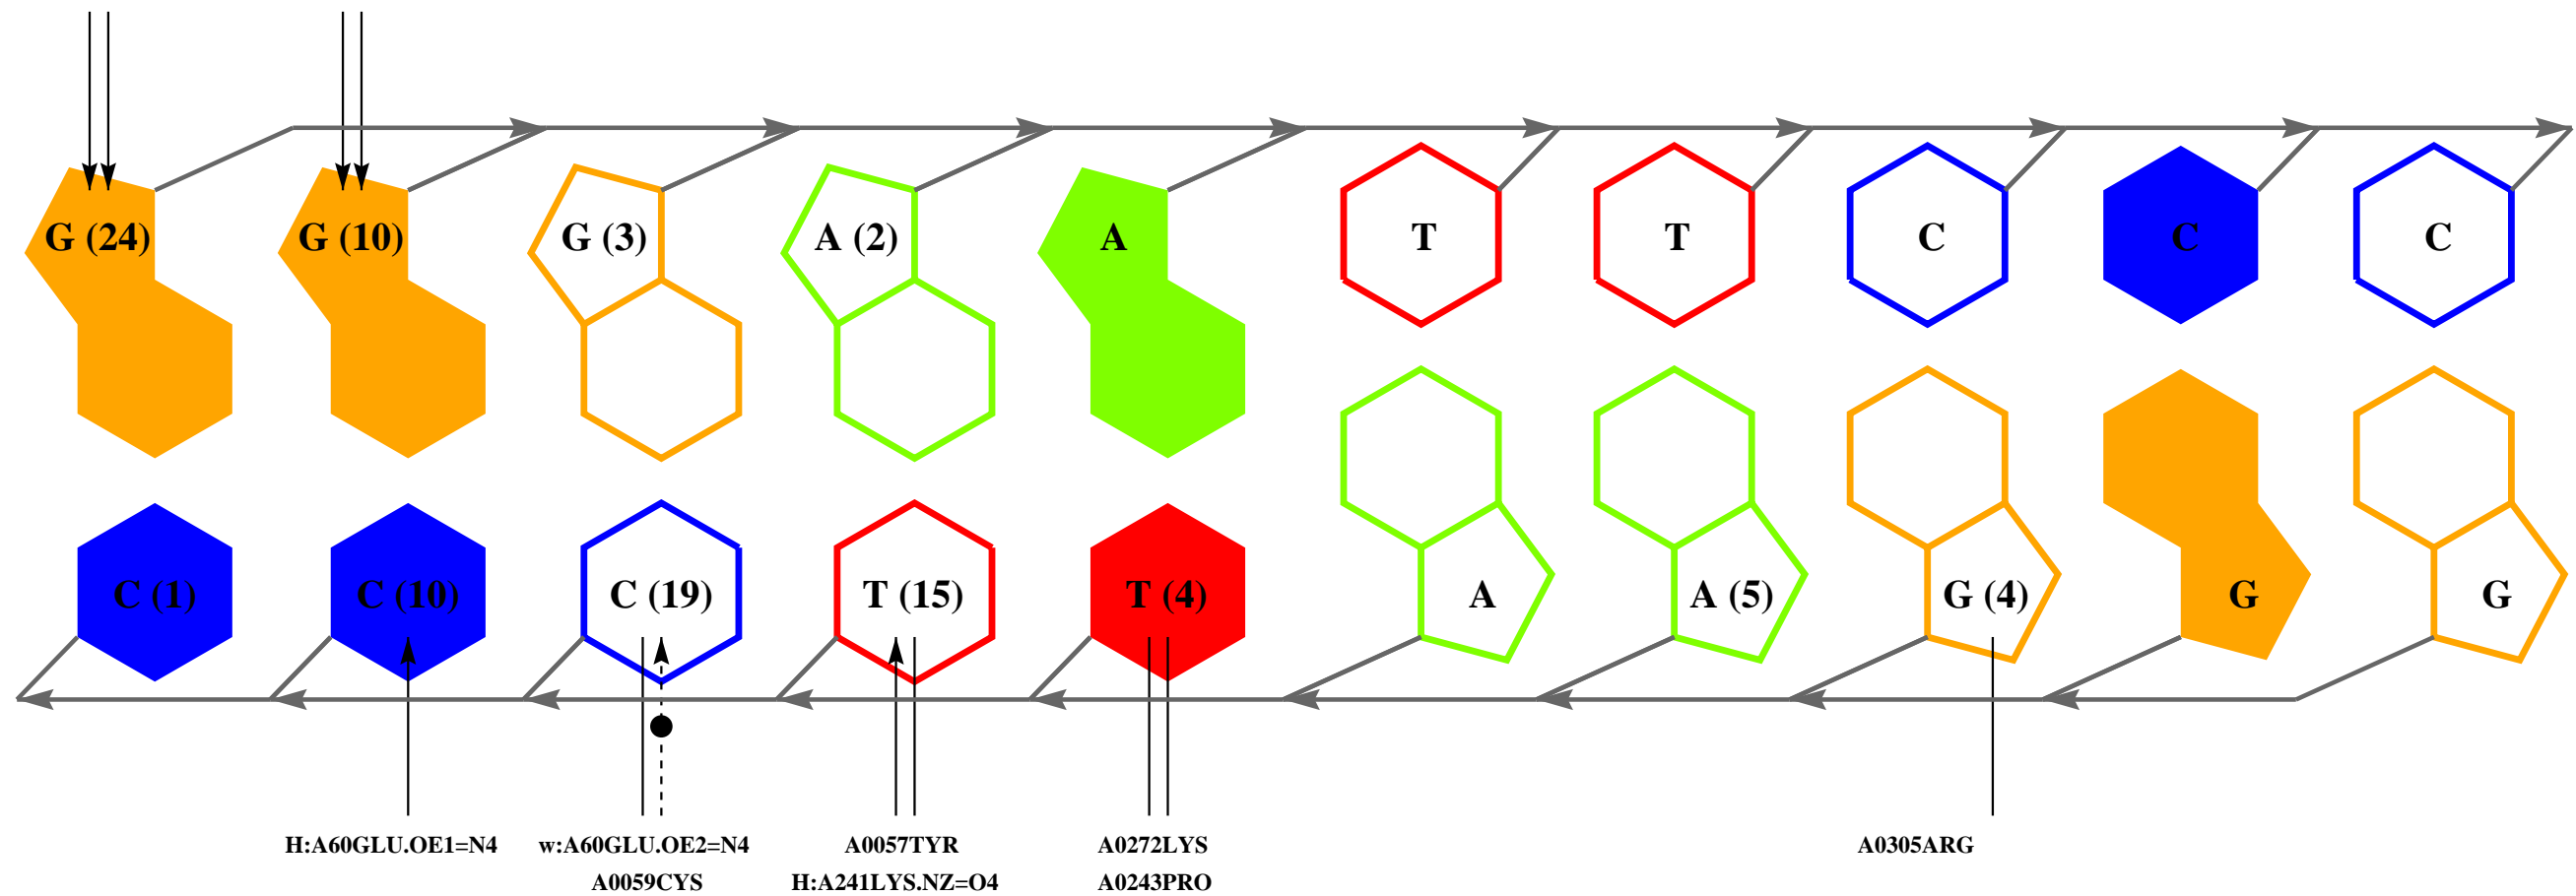 G (24) G (10) G (3) A (2) A T T C C C
C (1) C (10) C (19) T (15) T (4) A A (5) G (4) G G
H:A60GLU.OE1=N4 w:A60GLU.OE2=N4 A0057TYR A0272LYS A0305ARG
A0059CYS H:A241LYS.NZ=O4 A0243PRO